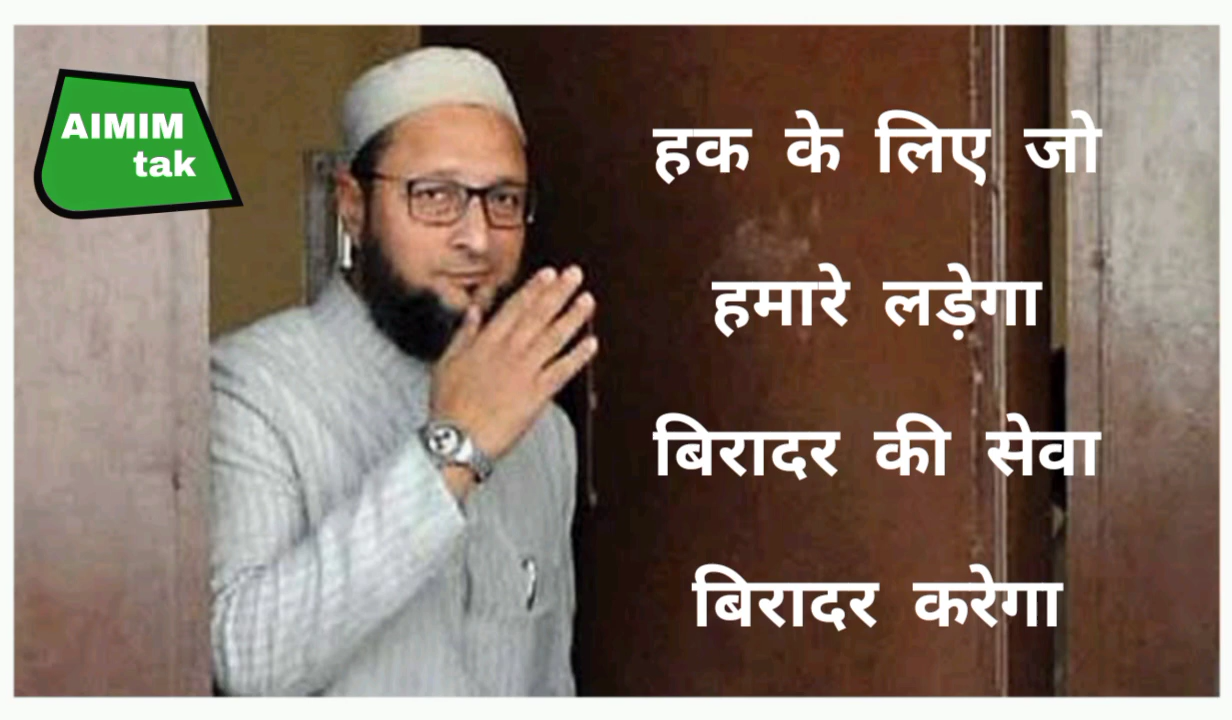 AIMIM
tak
हक के लिए जो
हमारे लड़ेगा
बिरादर की सेवा
बिरादर करेगा